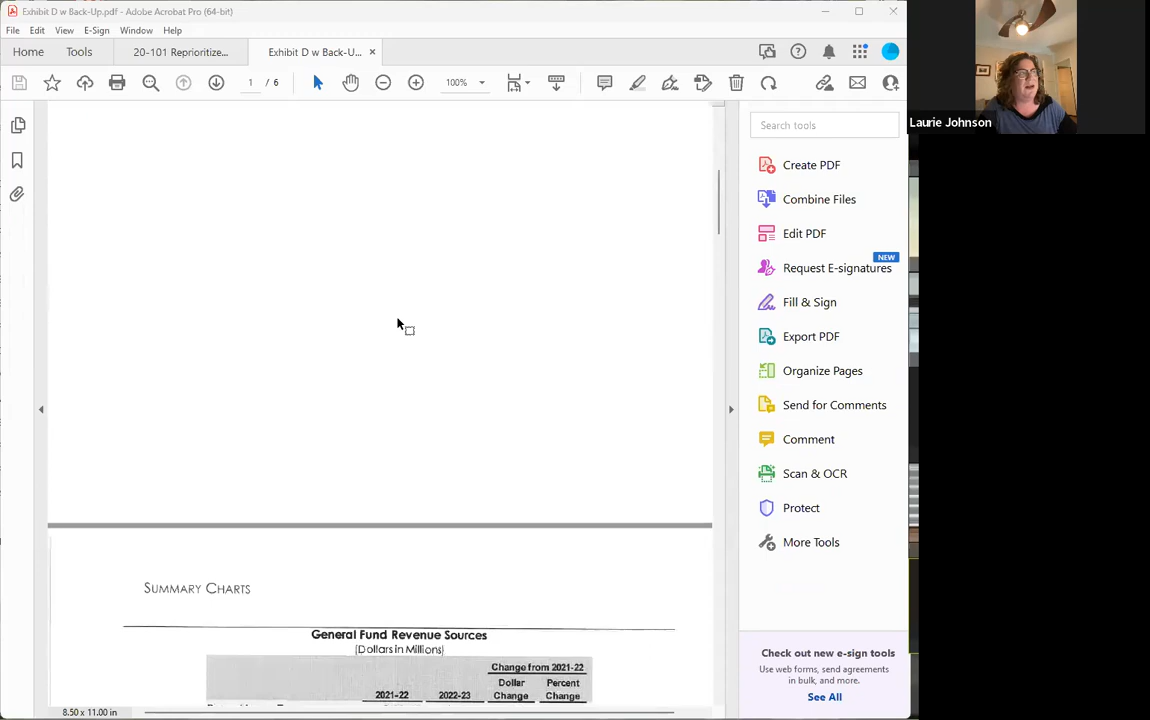 Exhibit D w Back-Up.pdf - Adobe Acrobat Pro (64-bit)
File Edit View E-Sign Window Help
Home Tools 20-101 Reprioritize... Exhibit D w Back-U... ×
1 / 6 100%
Laurie Johnson
Search tools
Create PDF
Combine Files
Edit PDF
NEW
Request E-signatures
Fill & Sign
Export PDF
Organize Pages
Send for Comments
Comment
Scan & OCR
Protect
More Tools
SUMMARY CHARTS
General Fund Revenue Sources
(Dollars in Millions)
Change from 2021-22
Dollar Percent
2021-22 2022-23 Change Change
8.50 x 11.00 in
Check out new e-sign tools
Use web forms, send agreements
in bulk, and more.
See All